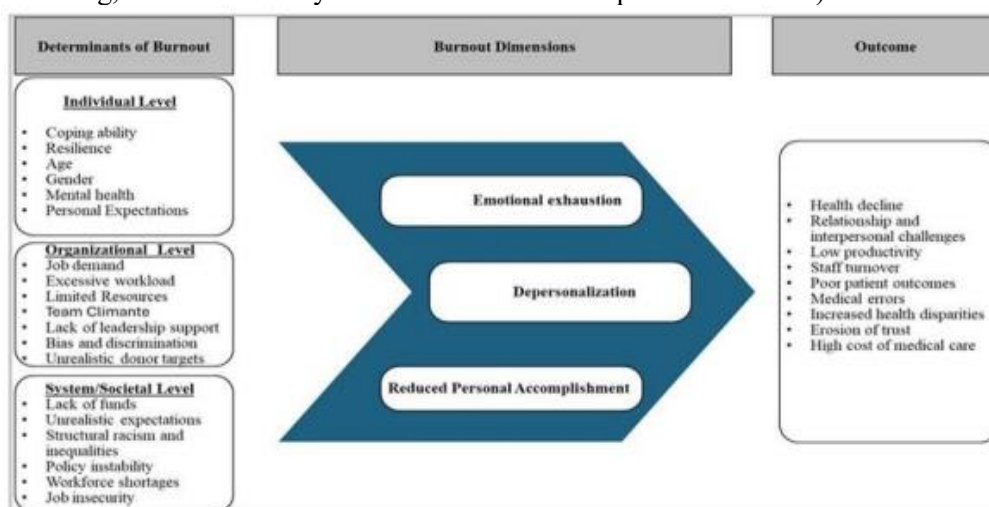 Determinants of Burnout
Burnout Dimensions
Outcome
Individual Level
• Coping ability
• Resilience
• Age
• Gender
• Mental health
• Personal Expectations
Organizational Level
• Job demand
• Excessive workload
• Limited Resources
• Team Climante
• Lack of leadership support
• Bias and discrimination
• Unrealistic donor targets
System/Societal Level
• Lack of funds
• Unrealistic expectations
• Structural racism and
inequalities
• Policy instability
• Workforce shortages
• Job insecurity
Emotional exhaustion
Depersonalization
Reduced Personal Accomplishment
• Health decline
• Relationship and
interpersonal challenges
• Low productivity
• Staff turnover
• Poor patient outcomes
• Medical errors
• Increased health disparities
• Erosion of trust
• High cost of medical care